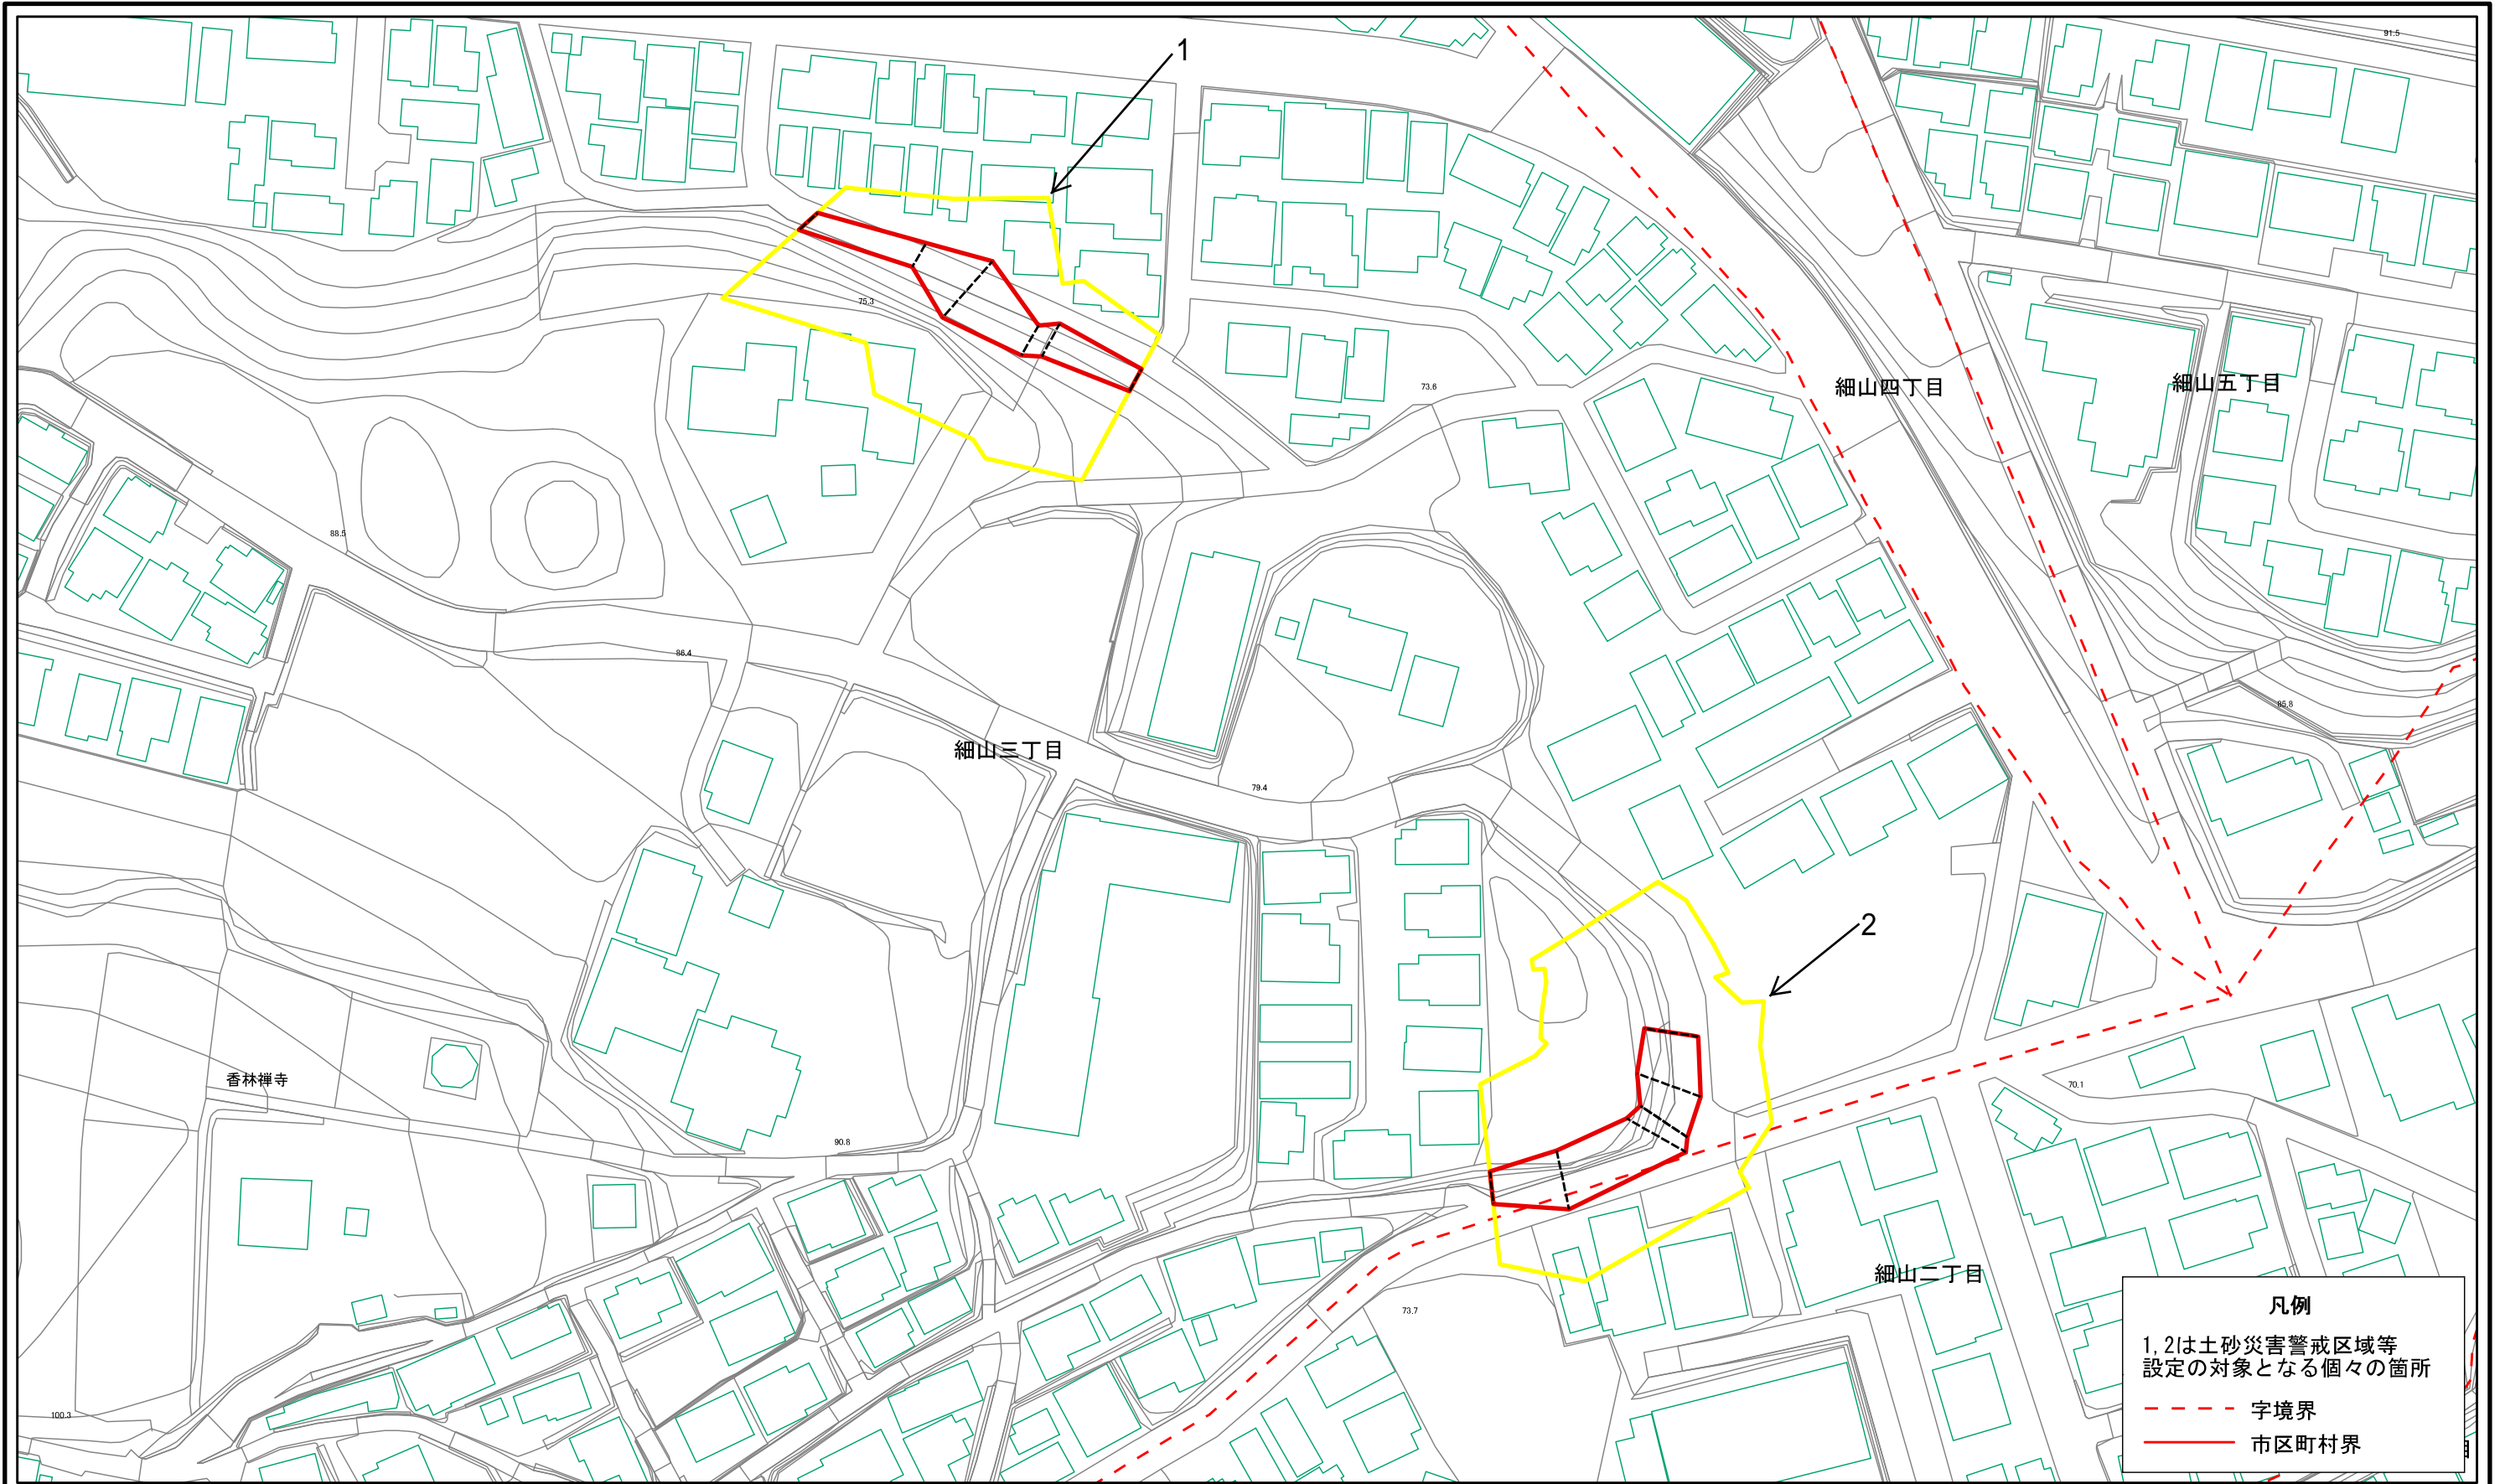 91.5
1
75.3
73.6
細山四丁目
細山五丁目
88.5
86.4
85.8
細山三丁目
79.4
2
香林禅寺
70.1
90.8
細山二丁目
73.7
100.3
凡例
1,2は土砂災害警戒区域等
設定の対象となる個々の箇所
字境界
市区町村界
目